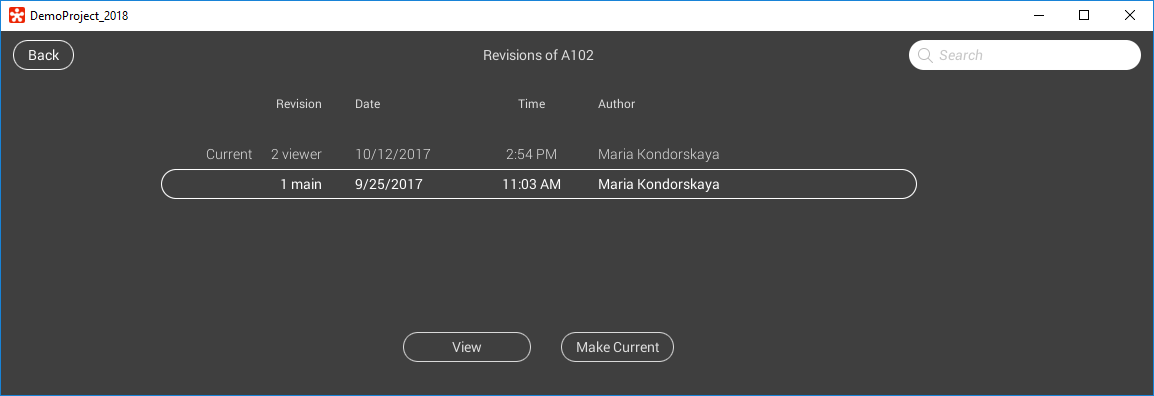 DemoProject_2018
Back Revisions of A102 Search
Revision Date Time Author
Current 2 viewer 10/12/2017 2:54 PM Maria Kondorskaya
1 main 9/25/2017 11:03 AM Maria Kondorskaya
View Make Current